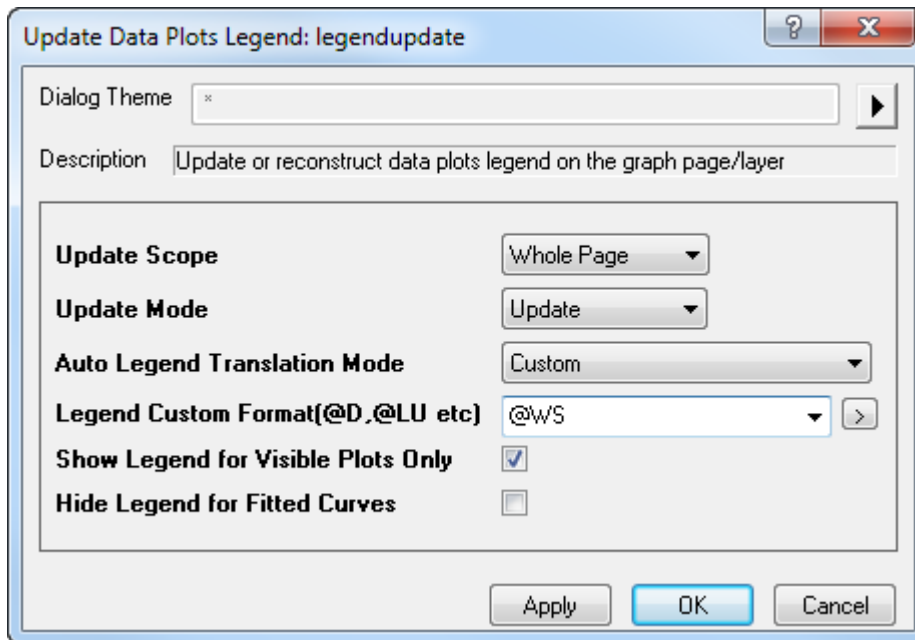 Update Data Plots Legend: legendupdate
Dialog Theme *
Description Update or reconstruct data plots legend on the graph page/layer
Update Scope Whole Page
Update Mode Update
Auto Legend Translation Mode Custom
Legend Custom Format(@D,@LU etc) @WS >
Show Legend for Visible Plots Only
Hide Legend for Fitted Curves
Apply OK Cancel